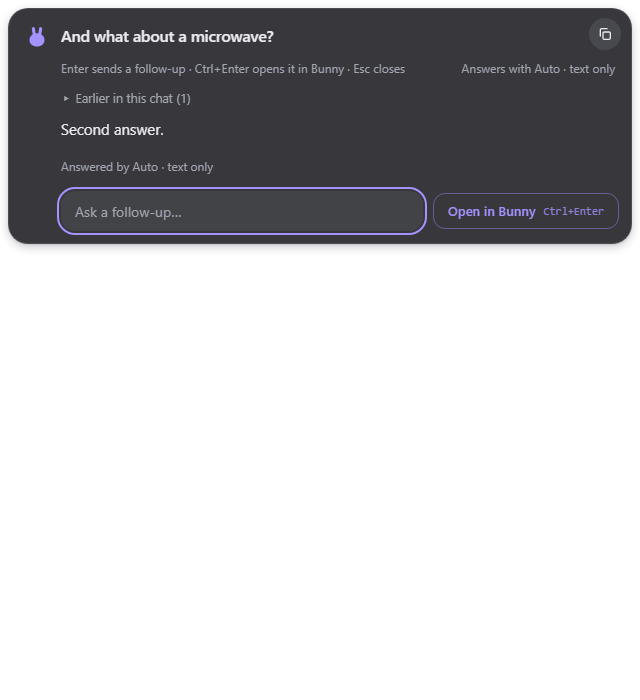 And what about a microwave?
Enter sends a follow-up · Ctrl+Enter opens it in Bunny · Esc closes Answers with Auto · text only
Earlier in this chat (1)
Second answer.
Answered by Auto · text only
Ask a follow-up... Open in Bunny Ctrl+Enter